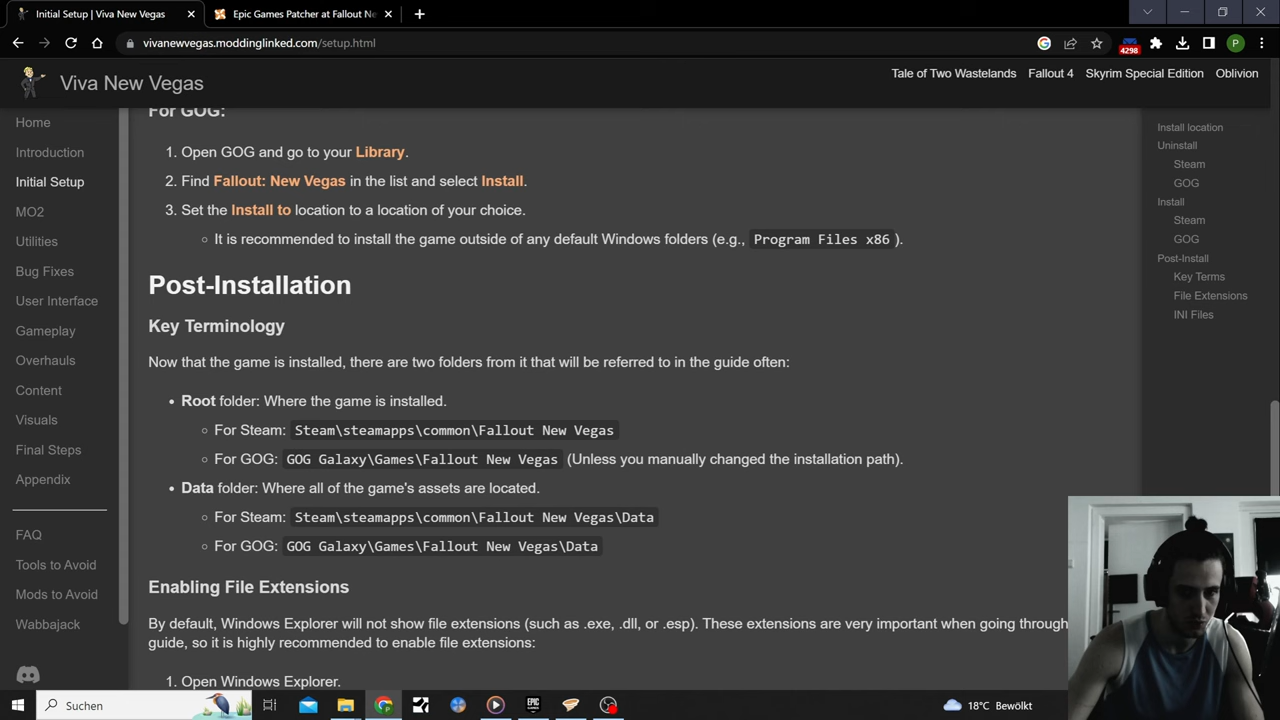 Initial Setup | Viva New Vegas
Epic Games Patcher at Fallout Ne
vivanewvegas.moddinglinked.com/setup.html
4298
P
Viva New Vegas
Tale of Two Wastelands
Fallout 4
Skyrim Special Edition
Oblivion
Home
Introduction
Initial Setup
MO2
Utilities
Bug Fixes
User Interface
Gameplay
Overhauls
Content
Visuals
Final Steps
Appendix
FAQ
Tools to Avoid
Mods to Avoid
Wabbajack
For GOG:
1. Open GOG and go to your Library.
2. Find Fallout: New Vegas in the list and select Install.
3. Set the Install to location to a location of your choice.
It is recommended to install the game outside of any default Windows folders (e.g., Program Files x86 ).
Post-Installation
Key Terminology
Now that the game is installed, there are two folders from it that will be referred to in the guide often:
• Root folder: Where the game is installed.
For Steam: Steam\steamapps\common\Fallout New Vegas
For GOG: GOG Galaxy\Games\Fallout New Vegas (Unless you manually changed the installation path).
• Data folder: Where all of the game's assets are located.
For Steam: Steam\steamapps\common\Fallout New Vegas\Data
For GOG: GOG Galaxy\Games\Fallout New Vegas\Data
Enabling File Extensions
By default, Windows Explorer will not show file extensions (such as .exe, .dll, or .esp). These extensions are very important when going through
guide, so it is highly recommended to enable file extensions:
1. Open Windows Explorer.
Install location
Uninstall
Steam
GOG
Install
Steam
GOG
Post-Install
Key Terms
File Extensions
INI Files
Suchen
EPIC
18°C Bewölkt